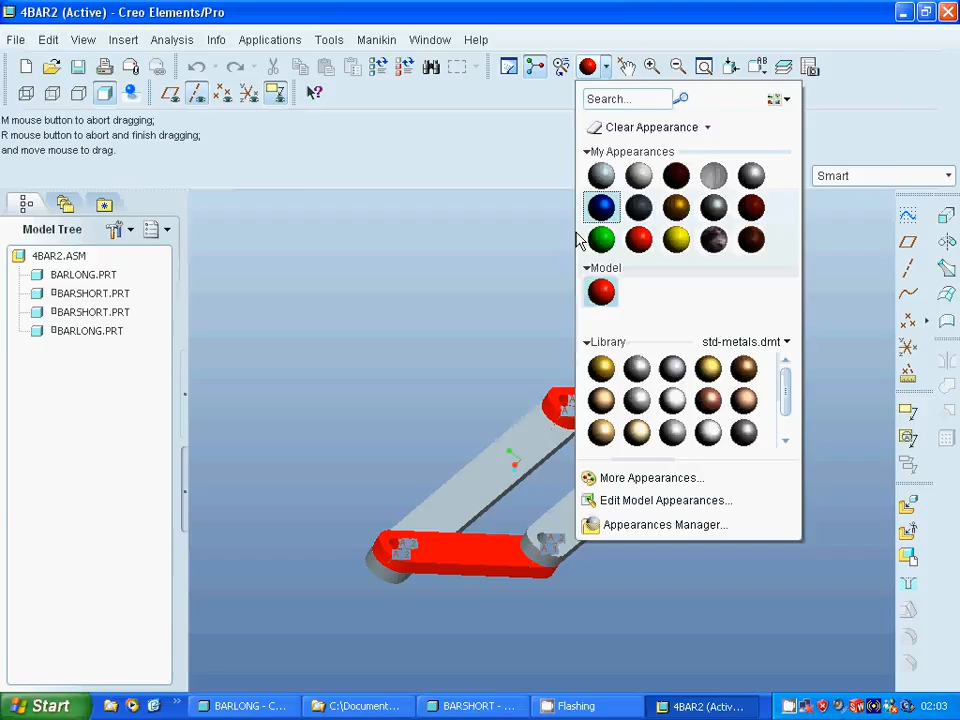 4BAR2 (Active) - Creo Elements/Pro
File Edit View Insert Analysis Info Applications Tools Manikin Window Help
M mouse button to abort dragging;
R mouse button to abort and finish dragging;
and move mouse to drag.
Search...
Clear Appearance
My Appearances
Smart
Model Tree
4BAR2.ASM
BARLONG.PRT
BARSHORT.PRT
BARSHORT.PRT
BARLONG.PRT
Model
Library std-metals.dmt
More Appearances...
Edit Model Appearances...
Appearances Manager...
Start BARLONG - C... C:\Document... BARSHORT - ... Flashing 4BAR2 (Activ... 02:03